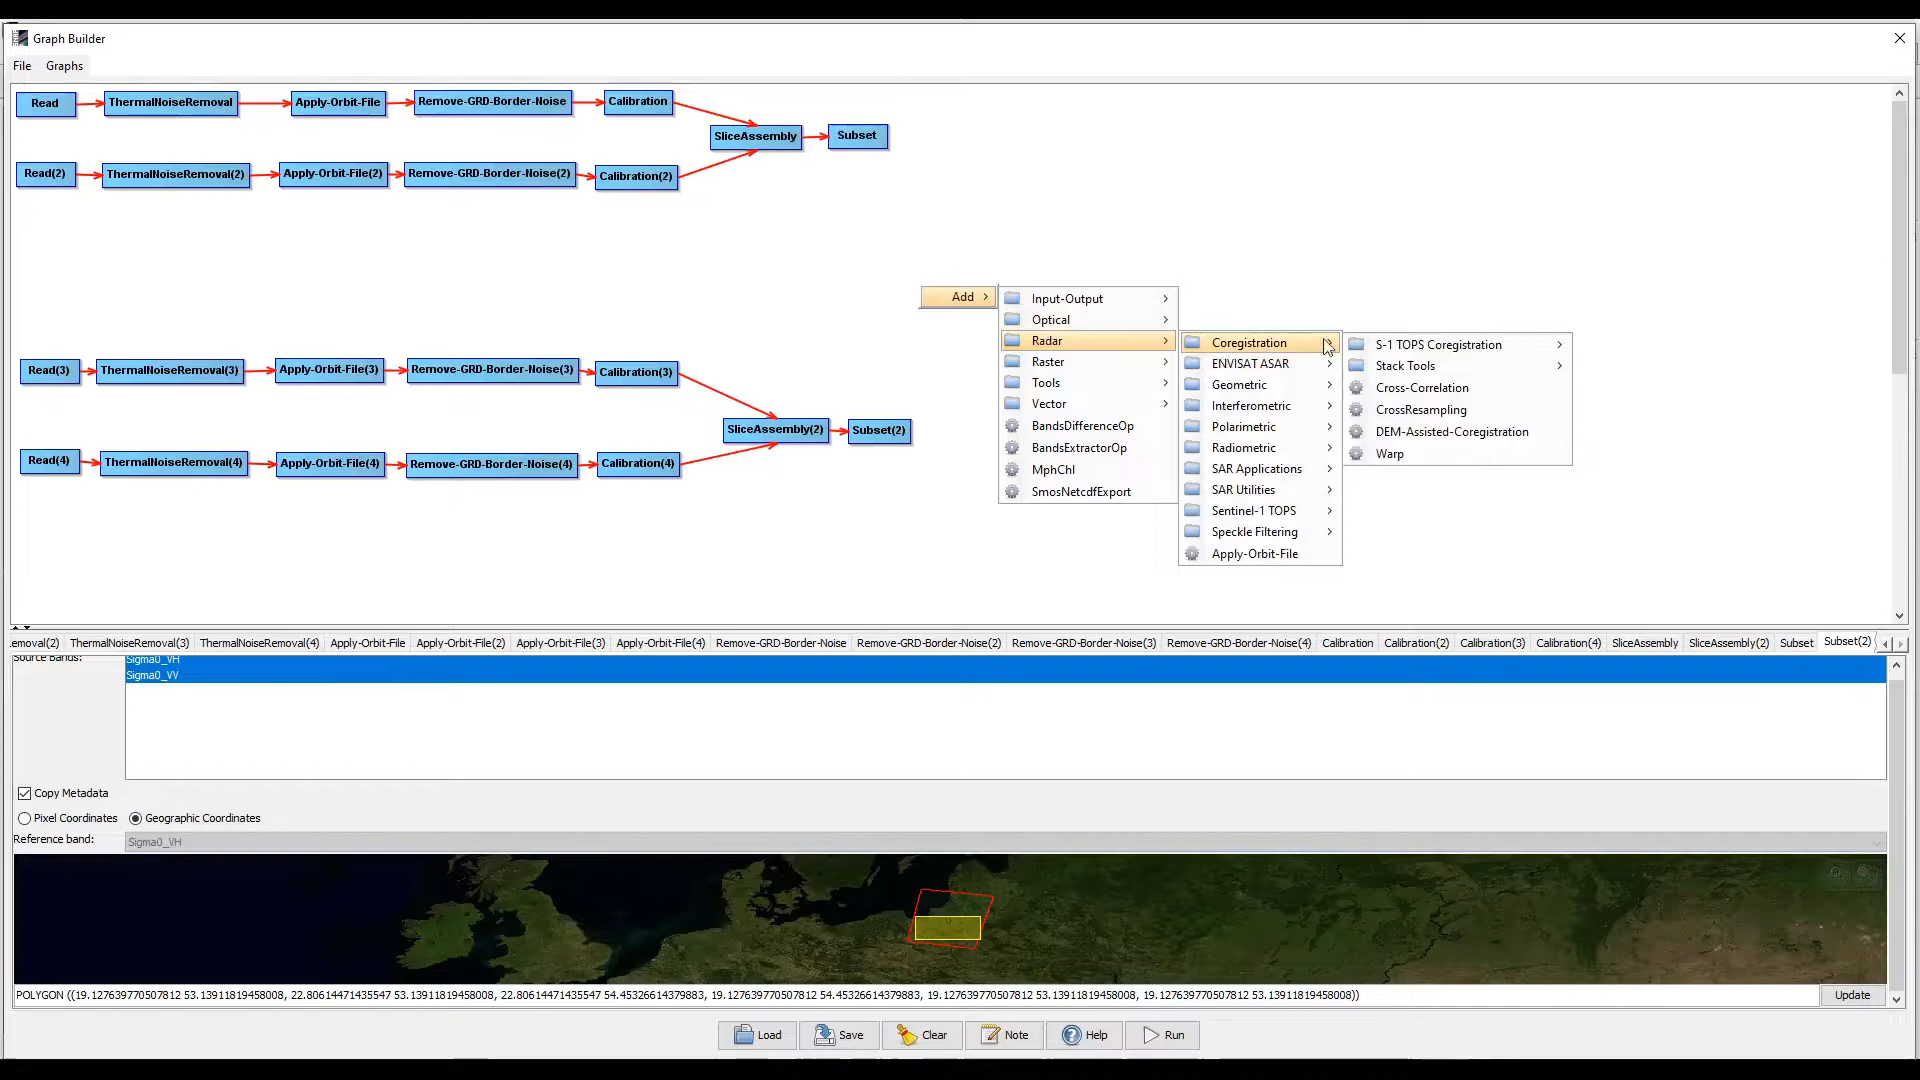 Graph Builder
File Graphs
Read ThermalNoiseRemoval Apply-Orbit-File Remove-GRD-Border-Noise Calibration
SliceAssembly Subset
Read(2) ThermalNoiseRemoval(2) Apply-Orbit-File(2) Remove-GRD-Border-Noise(2) Calibration(2)
Read(3) ThermalNoiseRemoval(3) Apply-Orbit-File(3) Remove-GRD-Border-Noise(3) Calibration(3)
SliceAssembly(2) Subset(2)
Read(4) ThermalNoiseRemoval(4) Apply-Orbit-File(4) Remove-GRD-Border-Noise(4) Calibration(4)
Add
Input-Output
Optical
Radar
Raster
Tools
Vector
BandsDifferenceOp
BandsExtractorOp
MphChl
SmosNetcdfExport
Coregistration
ENVISAT ASAR
Geometric
Interferometric
Polarimetric
Radiometric
SAR Applications
SAR Utilities
Sentinel-1 TOPS
Speckle Filtering
Apply-Orbit-File
S-1 TOPS Coregistration
Stack Tools
Cross-Correlation
CrossResampling
DEM-Assisted-Coregistration
Warp
emoval(2) ThermalNoiseRemoval(3) ThermalNoiseRemoval(4) Apply-Orbit-File Apply-Orbit-File(2) Apply-Orbit-File(3) Apply-Orbit-File(4) Remove-GRD-Border-Noise Remove-GRD-Border-Noise(2) Remove-GRD-Border-Noise(3) Remove-GRD-Border-Noise(4) Calibration Calibration(2) Calibration(3) Calibration(4) SliceAssembly SliceAssembly(2) Subset Subset(2)
Source Bands: Sigma0_VH
Sigma0_VV
Copy Metadata
Pixel Coordinates Geographic Coordinates
Reference band: Sigma0_VH
POLYGON ((19.127639770507812 53.13911819458008, 22.80614471435547 53.13911819458008, 22.80614471435547 54.45326614379883, 19.127639770507812 54.45326614379883, 19.127639770507812 53.13911819458008, 19.127639770507812 53.13911819458008)) Update
Load Save Clear Note Help Run